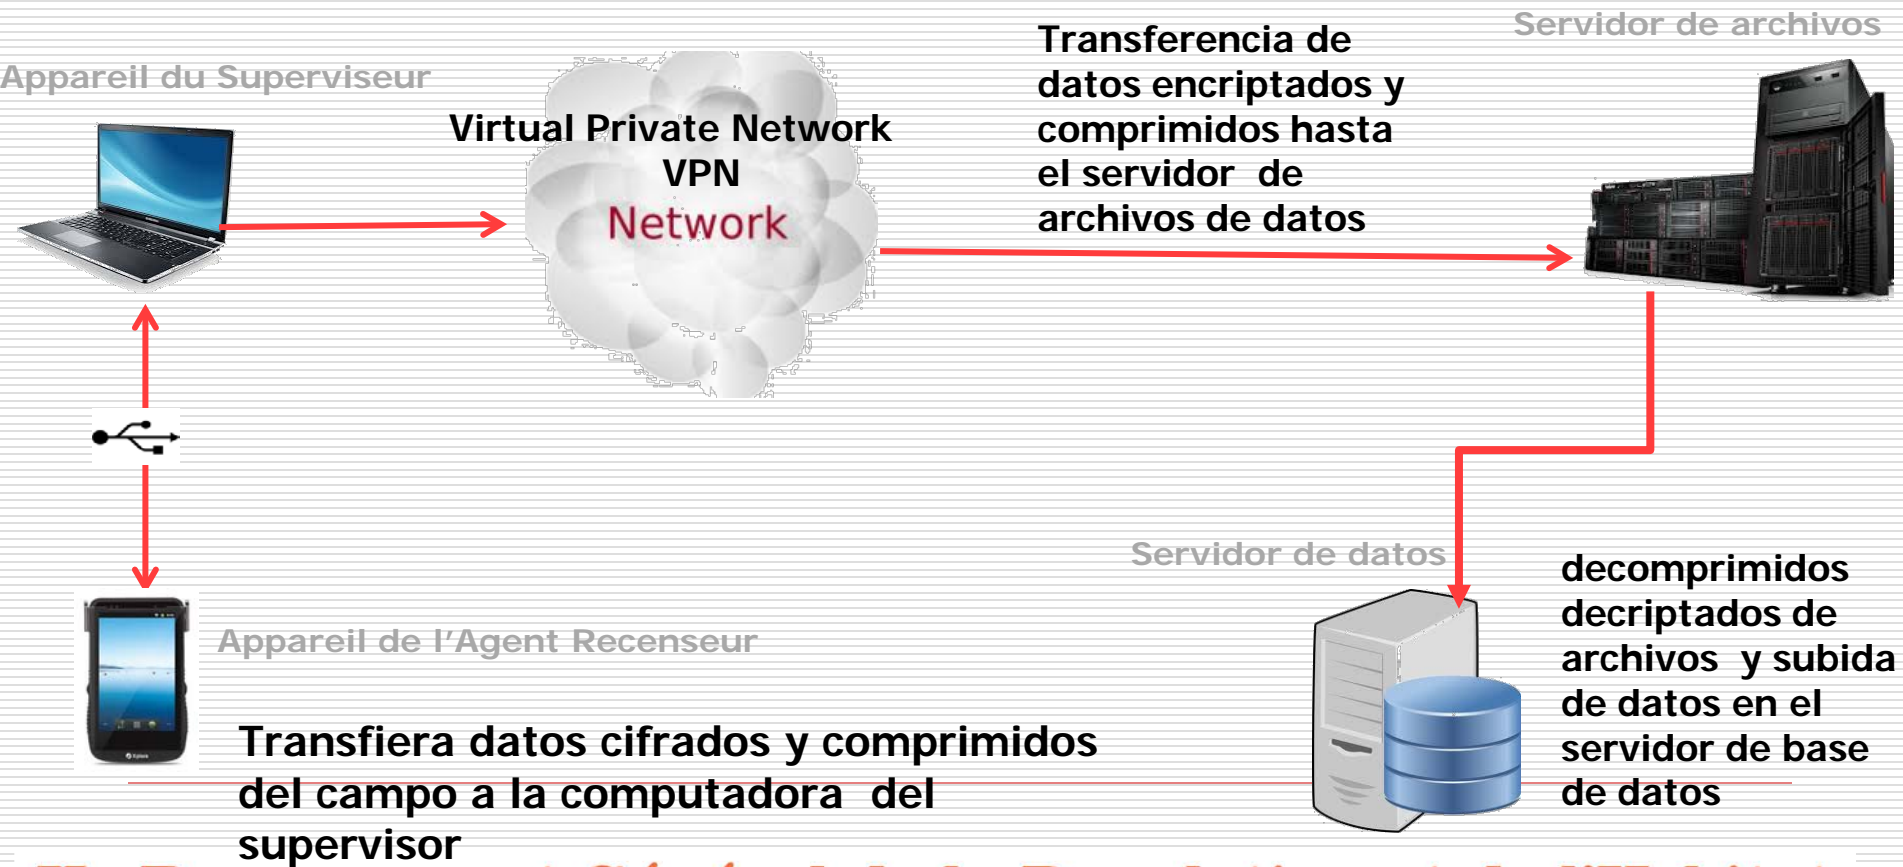 Servidor de archivos
Appareil du Superviseur
Virtual Private Network
VPN
Network
Transferencia de
datos encriptados y
comprimidos hasta
el servidor de
archivos de datos
Servidor de datos
decomprimidos
decriptados de
archivos y subida
de datos en el
servidor de base
de datos
Appareil de l'Agent Recenseur
Transfiera datos cifrados y comprimidos
del campo a la computadora del
supervisor